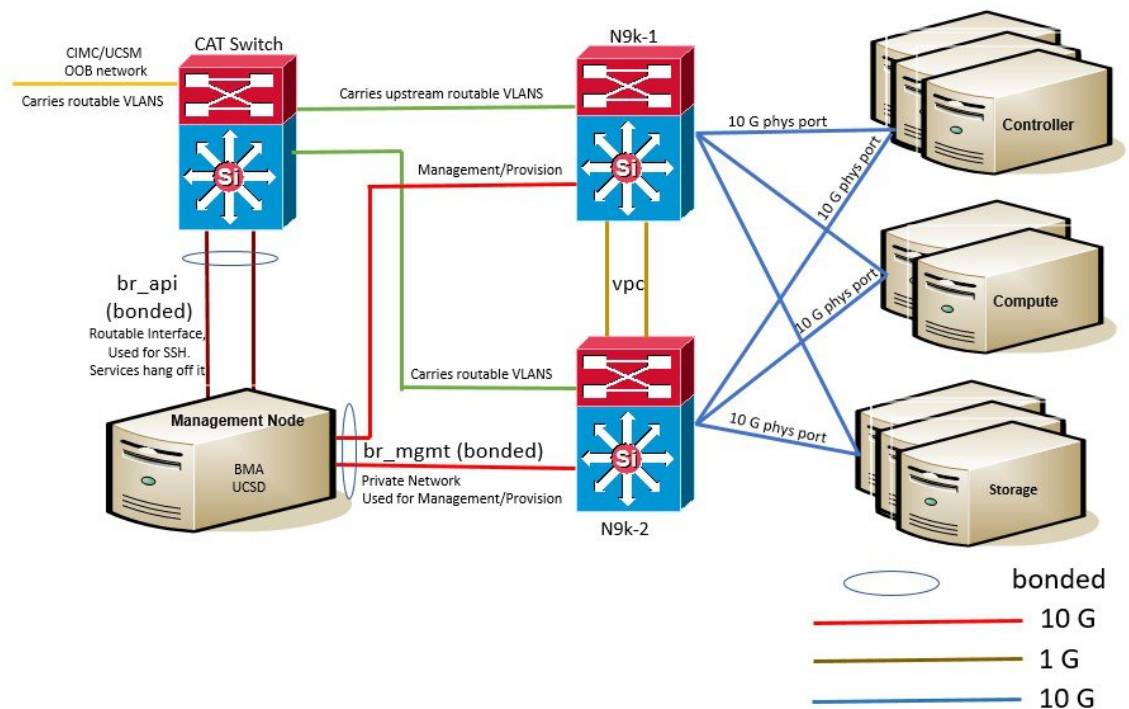 CAT Switch
N9k-1
CIMC/UCSM
OOB network
Carries routable VLANS
Carries upstream routable VLANS
10 G phys port
Controller
Si
Si
Management/Provision
10 G phys port
br_api
(bonded)
Routable Interface,
Used for SSH.
Services hang off it
vpc
10 G phys port
Compute
Carries routable VLANS
Management Node
br_mgmt (bonded)
10 G phys port
BMA
UCSD
Private Network
Used for Management/Provision
Si
Storage
N9k-2
bonded
10 G
1 G
10 G